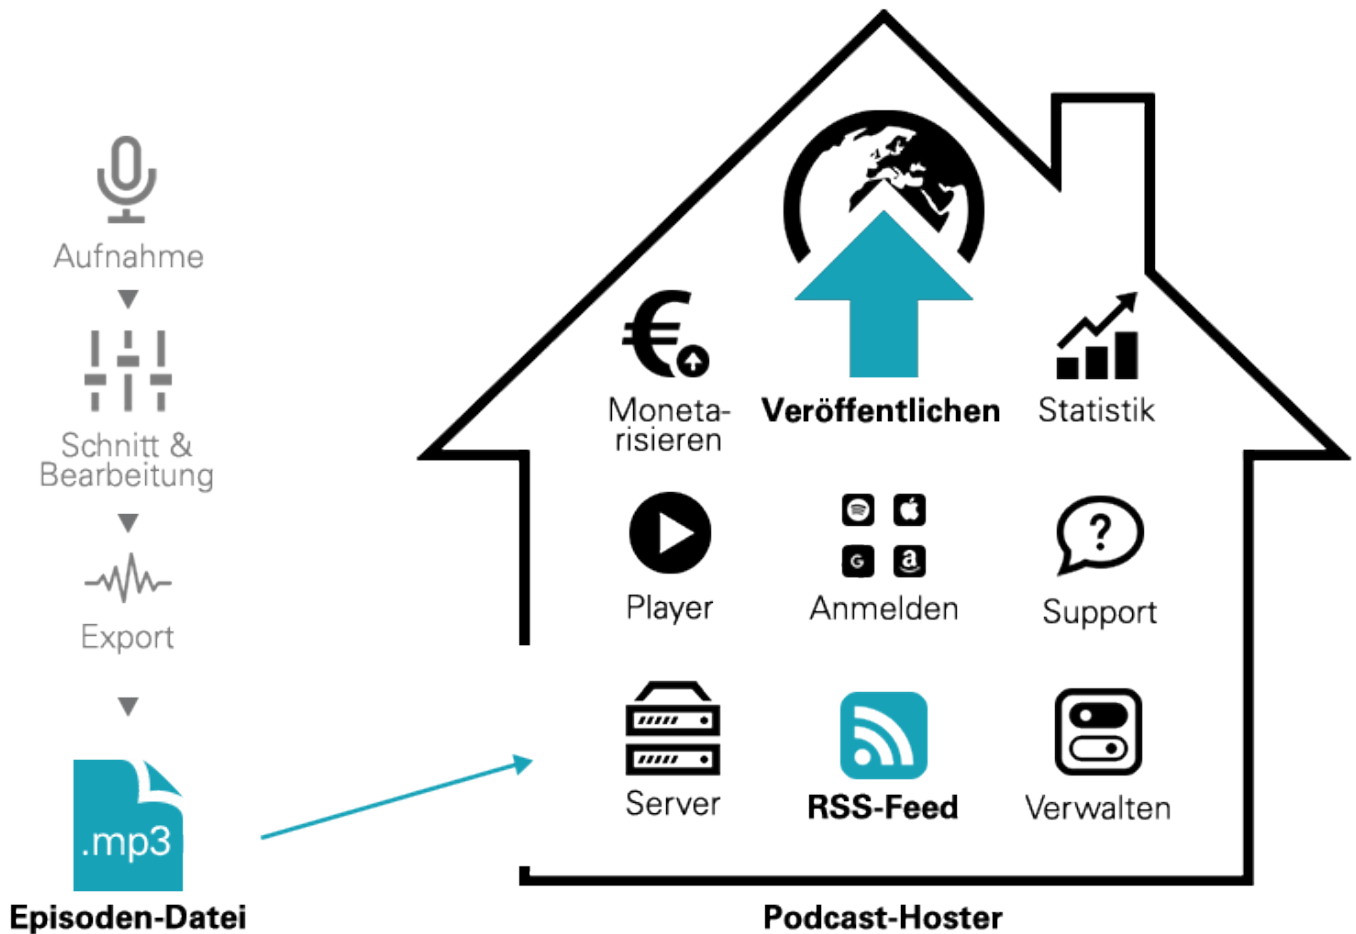 Aufnahme
Schnitt &
Bearbeitung
Export
.mp3
Episoden-Datei
Moneta-
risieren
Veröffentlichen
Statistik
Player
Anmelden
Support
Server
RSS-Feed
Verwalten
Podcast-Hoster